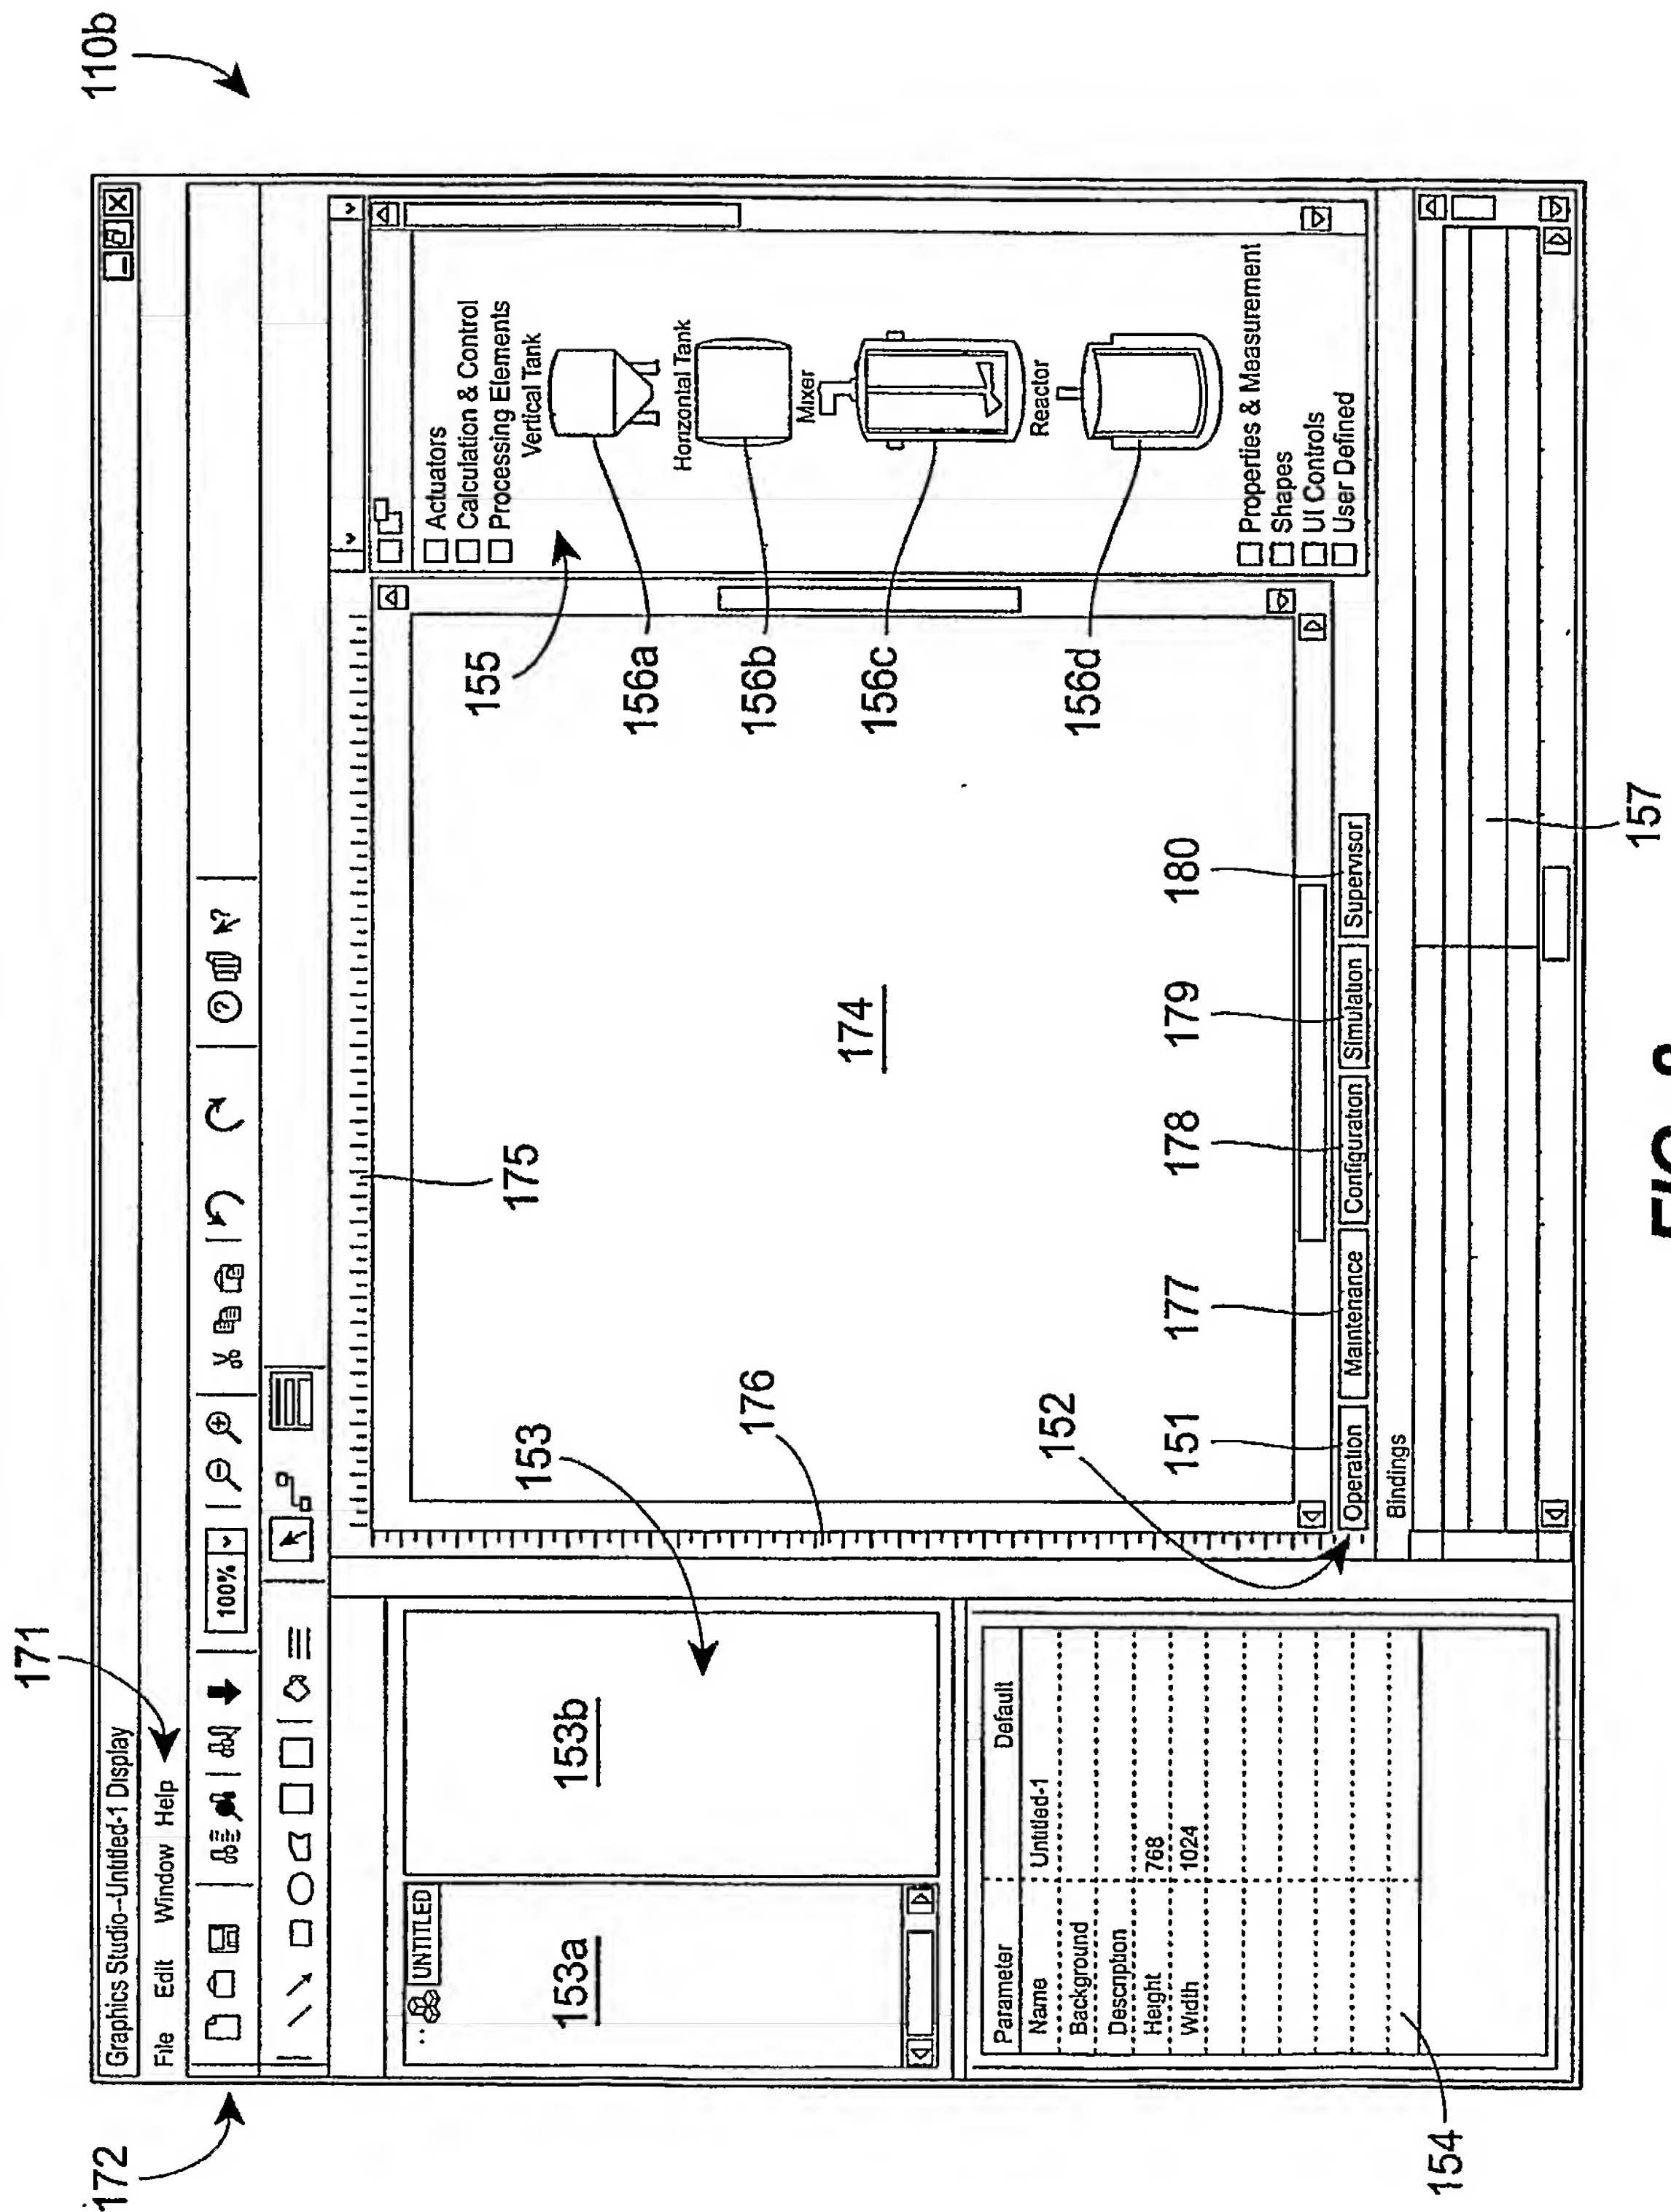 110b
171
172
Graphics Studio--Untitled-1 Display
File Edit Window Help
100%
175
176
153
UNTITLED
153a
153b
174
155
Actuators
Calculation & Control
Processing Elements
Vertical Tank
156a
Horizontal Tank
156b
Mixer
156c
Reactor
156d
Properties & Measurement
Shapes
UI Controls
User Defined
152
151 177 178 179 180
Operation Maintenance Configuration Simulation Supervisor
Bindings
Parameter Default
Name Untitled-1
Background
Description
Height 768
Width 1024
154
157
FIG.